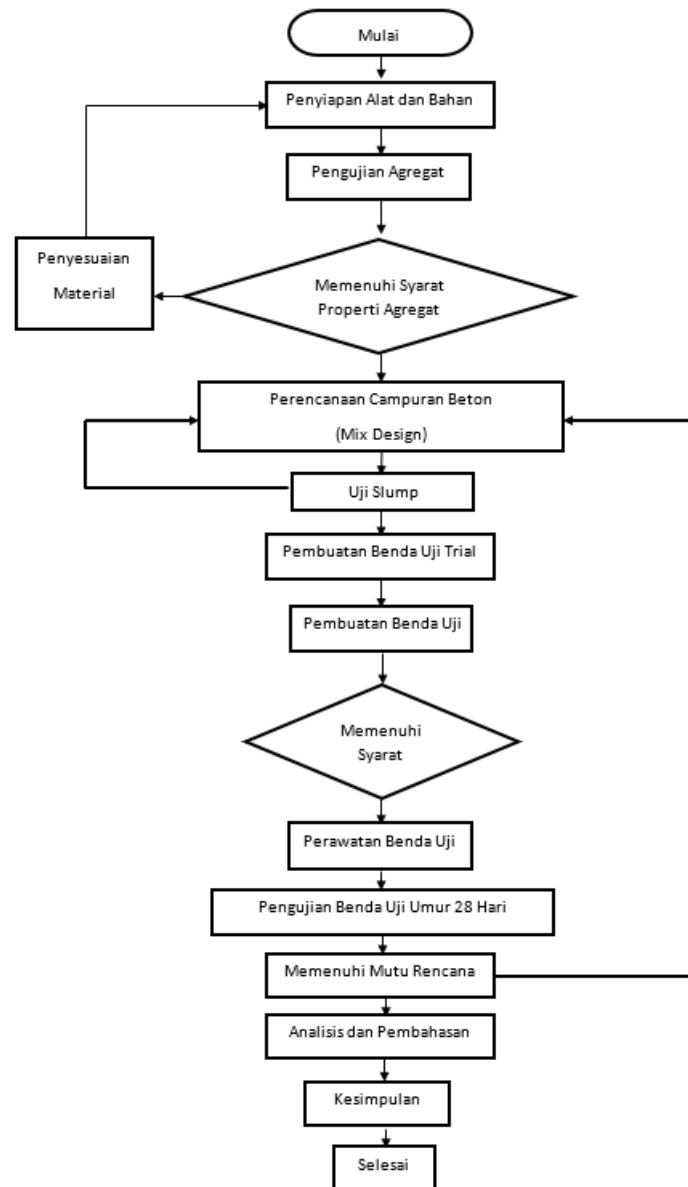 Mulai
Penyiapan Alat dan Bahan
Pengujian Agregat
Penyesuaian
Material
Memenuhi Syarat
Properti Agregat
Perencanaan Campuran Beton
(Mix Design)
Uji Slump
Pembuatan Benda Uji Trial
Pembuatan Benda Uji
Memenuhi
Syarat
Perawatan Benda Uji
Pengujian Benda Uji Umur 28 Hari
Memenuhi Mutu Rencana
Analisis dan Pembahasan
Kesimpulan
Selesai